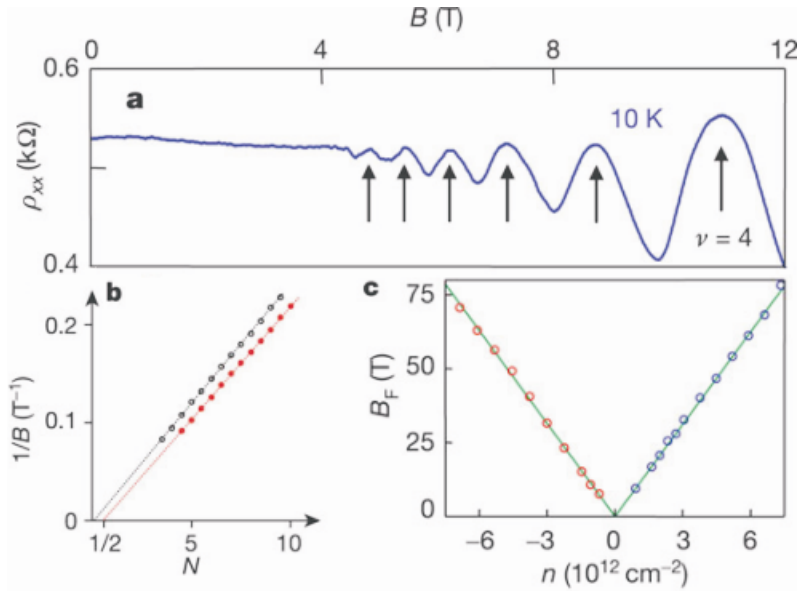 B (T)
0 4 8 12
0.6
a
10 K
ρxx (kΩ)
ν = 4
0.4
b
c
0.2
0.1
0
1/B (T⁻¹)
1/2 5 10
N
75
50
25
0
BF (T)
−6 −3 0 3 6
n (10¹² cm⁻²)